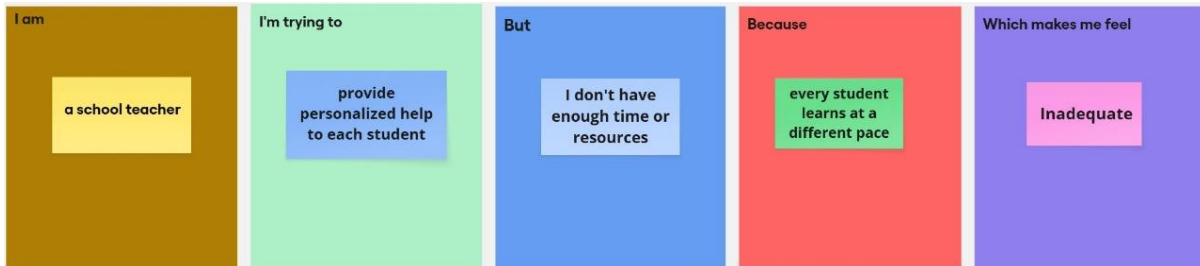 I am
a school teacher
I'm trying to
provide
personalized help
to each student
But
I don't have
enough time or
resources
Because
every student
learns at a
different pace
Which makes me feel
Inadequate